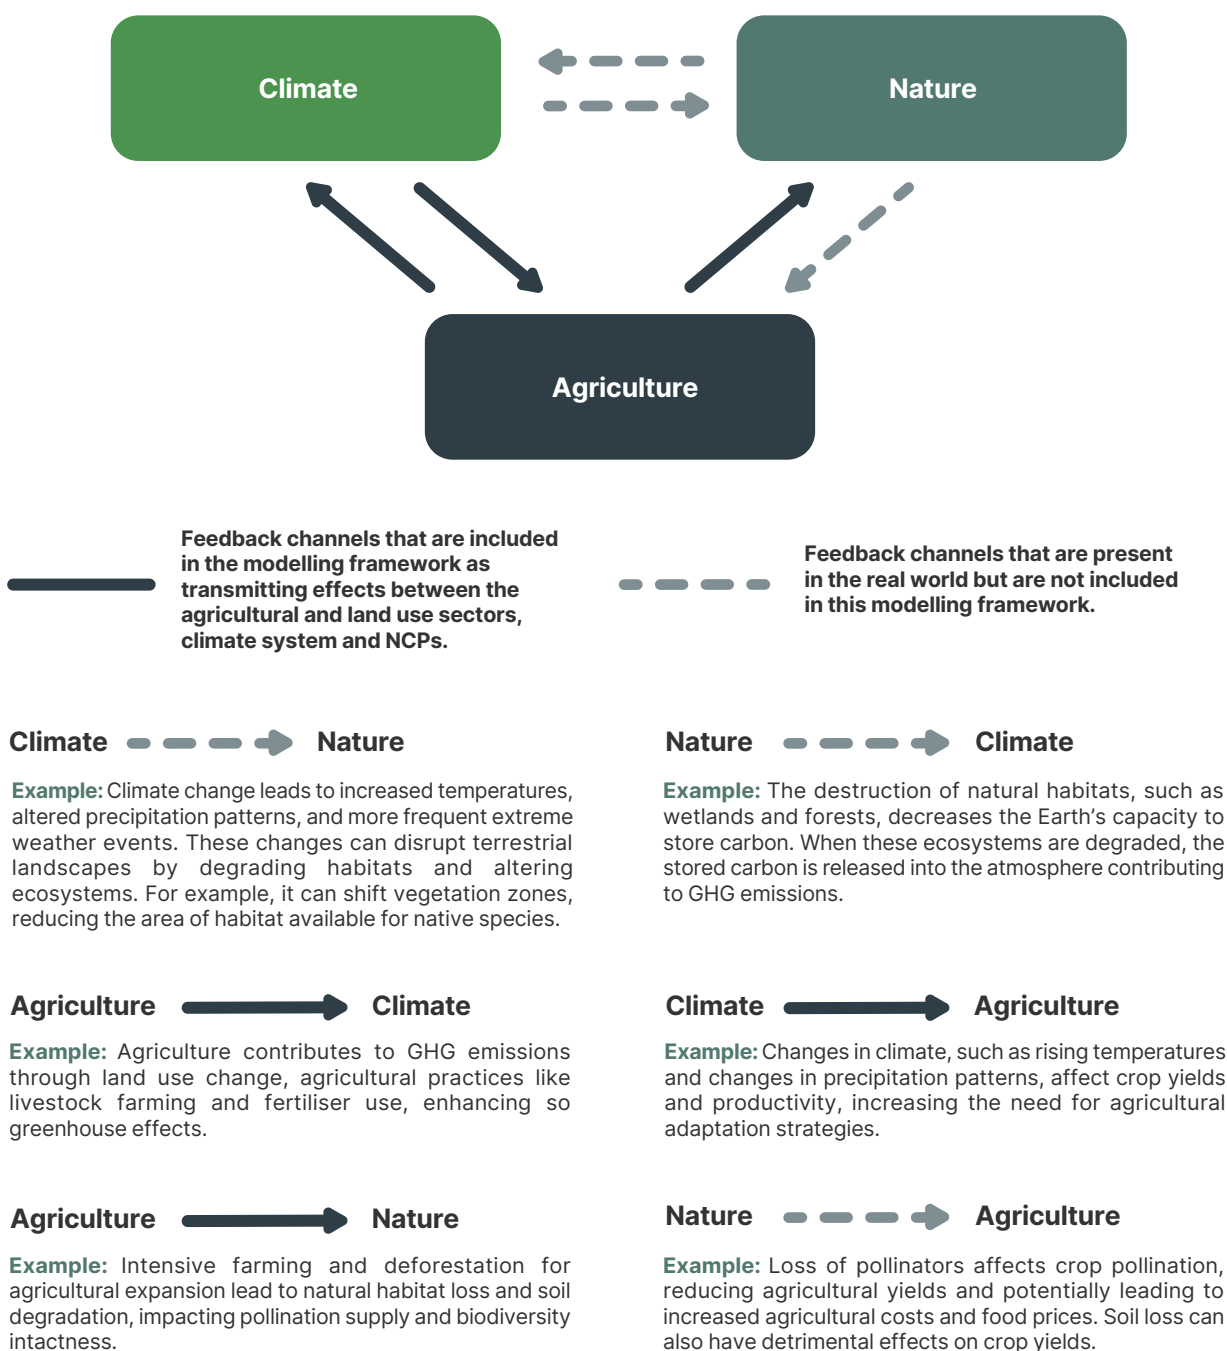 Climate
Nature
Agriculture
Feedback channels that are included
in the modelling framework as
transmitting effects between the
agricultural and land use sectors,
climate system and NCPs.
Feedback channels that are present
in the real world but are not included
in this modelling framework.
Climate Nature
Example: Climate change leads to increased temperatures,
altered precipitation patterns, and more frequent extreme
weather events. These changes can disrupt terrestrial
landscapes by degrading habitats and altering
ecosystems. For example, it can shift vegetation zones,
reducing the area of habitat available for native species.
Nature Climate
Example: The destruction of natural habitats, such as
wetlands and forests, decreases the Earth’s capacity to
store carbon. When these ecosystems are degraded, the
stored carbon is released into the atmosphere contributing
to GHG emissions.
Agriculture Climate
Example: Agriculture contributes to GHG emissions
through land use change, agricultural practices like
livestock farming and fertiliser use, enhancing so
greenhouse effects.
Climate Agriculture
Example: Changes in climate, such as rising temperatures
and changes in precipitation patterns, affect crop yields
and productivity, increasing the need for agricultural
adaptation strategies.
Agriculture Nature
Example: Intensive farming and deforestation for
agricultural expansion lead to natural habitat loss and soil
degradation, impacting pollination supply and biodiversity
intactness.
Nature Agriculture
Example: Loss of pollinators affects crop pollination,
reducing agricultural yields and potentially leading to
increased agricultural costs and food prices. Soil loss can
also have detrimental effects on crop yields.